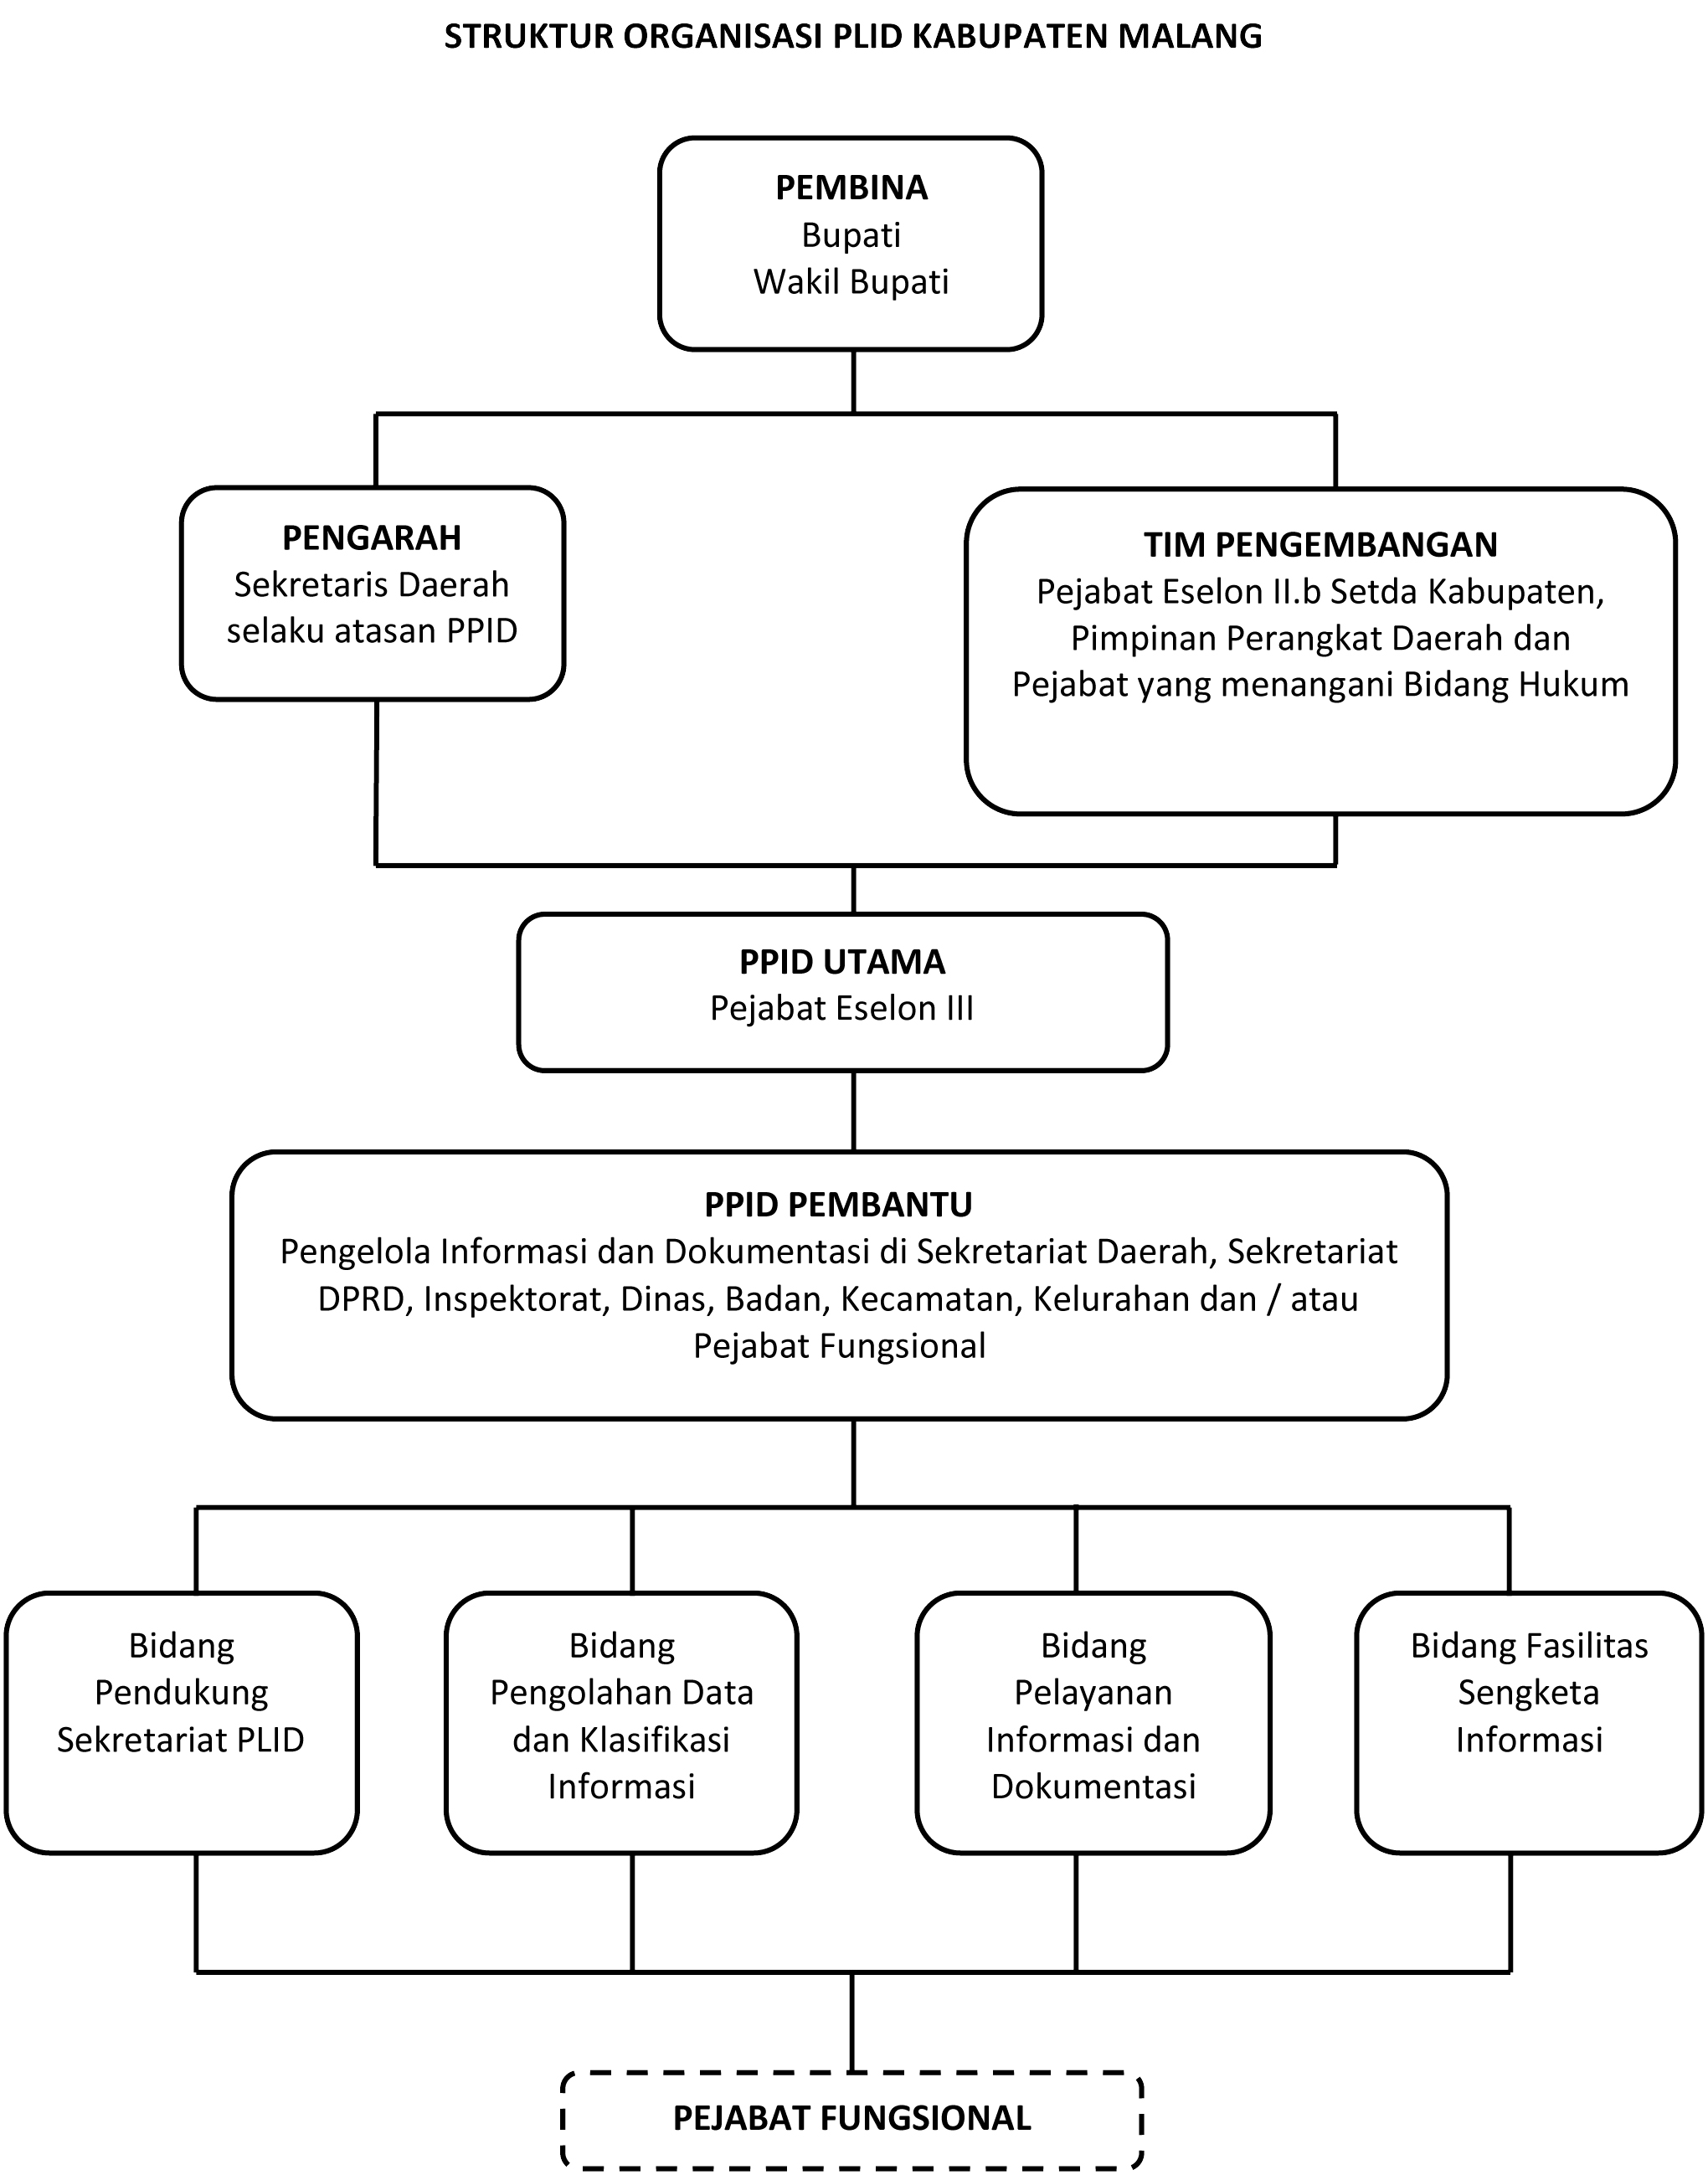 STRUKTUR ORGANISASI PLID KABUPATEN MALANG
PEMBINA
Bupati
Wakil Bupati
PENGARAH
Sekretaris Daerah
selaku atasan PPID
TIM PENGEMBANGAN
Pejabat Eselon II.b Setda Kabupaten,
Pimpinan Perangkat Daerah dan
Pejabat yang menangani Bidang Hukum
PPID UTAMA
Pejabat Eselon III
PPID PEMBANTU
Pengelola Informasi dan Dokumentasi di Sekretariat Daerah, Sekretariat
DPRD, Inspektorat, Dinas, Badan, Kecamatan, Kelurahan dan / atau
Pejabat Fungsional
Bidang
Pendukung
Sekretariat PLID
Bidang
Pengolahan Data
dan Klasifikasi
Informasi
Bidang
Pelayanan
Informasi dan
Dokumentasi
Bidang Fasilitas
Sengketa
Informasi
PEJABAT FUNGSIONAL